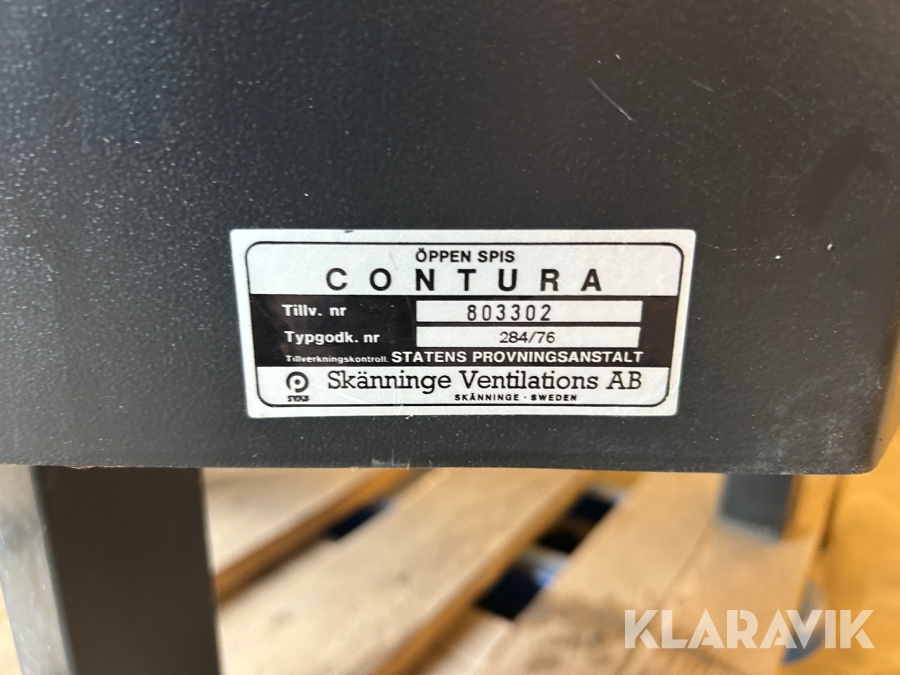 ÖPPEN SPIS
CONTURA
Tillv. nr 803302
Typgodk. nr 284/76
Tillverkningskontroll. STATENS PROVNINGSANSTALT
Skänninge Ventilations AB
SKÄNNINGE · SWEDEN
KLARAVIK